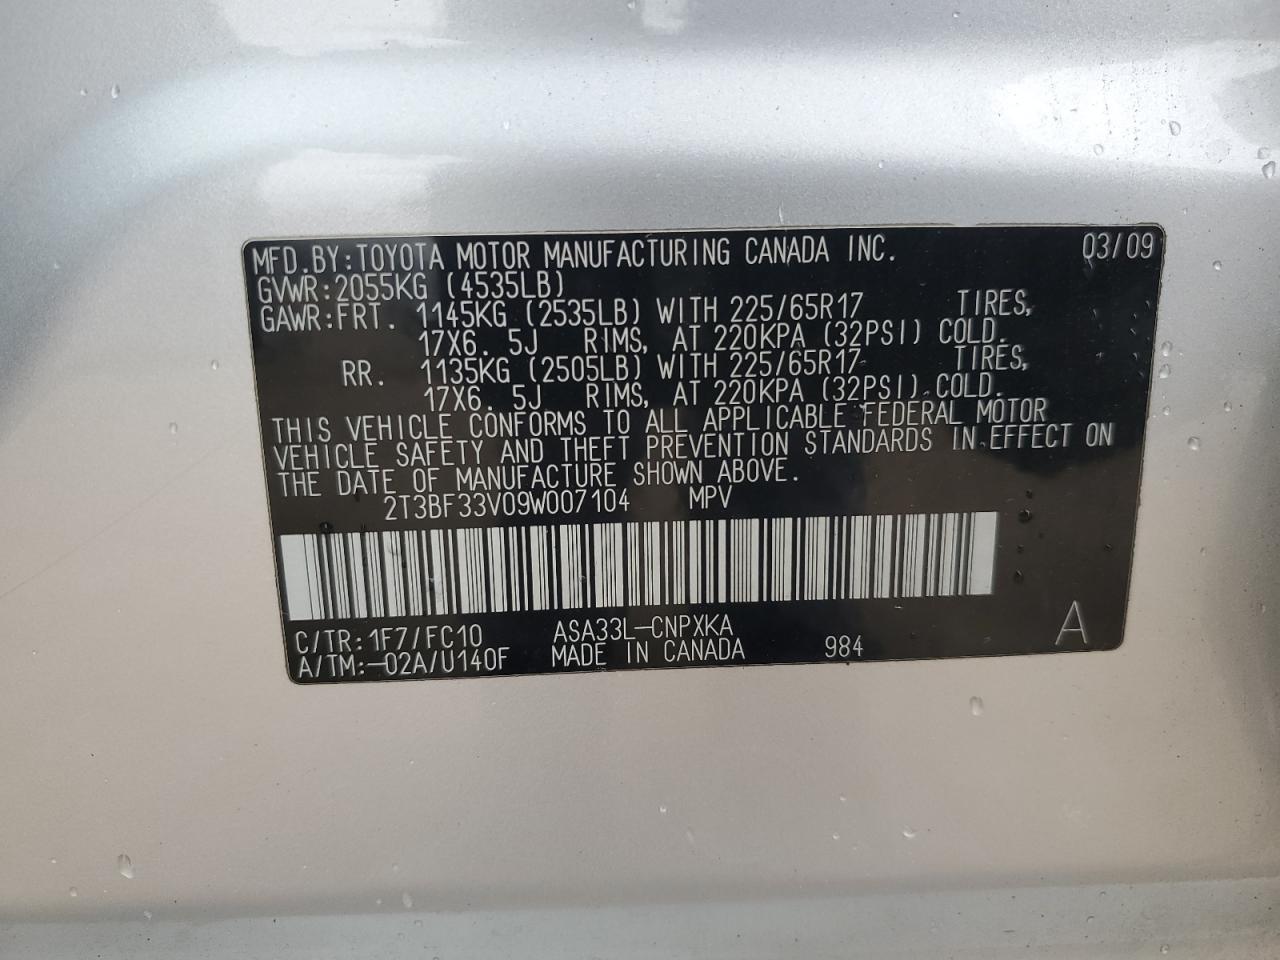 MFD.BY:TOYOTA MOTOR MANUFACTURING CANADA INC. 03/09
GVWR:2055KG (4535LB)
GAWR:FRT. 1145KG (2535LB) WITH 225/65R17 TIRES,
17X6. 5J RIMS, AT 220KPA (32PSI) COLD.
RR. 1135KG (2505LB) WITH 225/65R17 TIRES,
17X6. 5J RIMS, AT 220KPA (32PSI) COLD.
THIS VEHICLE CONFORMS TO ALL APPLICABLE FEDERAL MOTOR
VEHICLE SAFETY AND THEFT PREVENTION STANDARDS IN EFFECT ON
THE DATE OF MANUFACTURE SHOWN ABOVE.
2T3BF33V09W007104 MPV
C/TR:1F7/FC10 ASA33L-CNPXKA
A/TM:-02A/U140F MADE IN CANADA 984 A